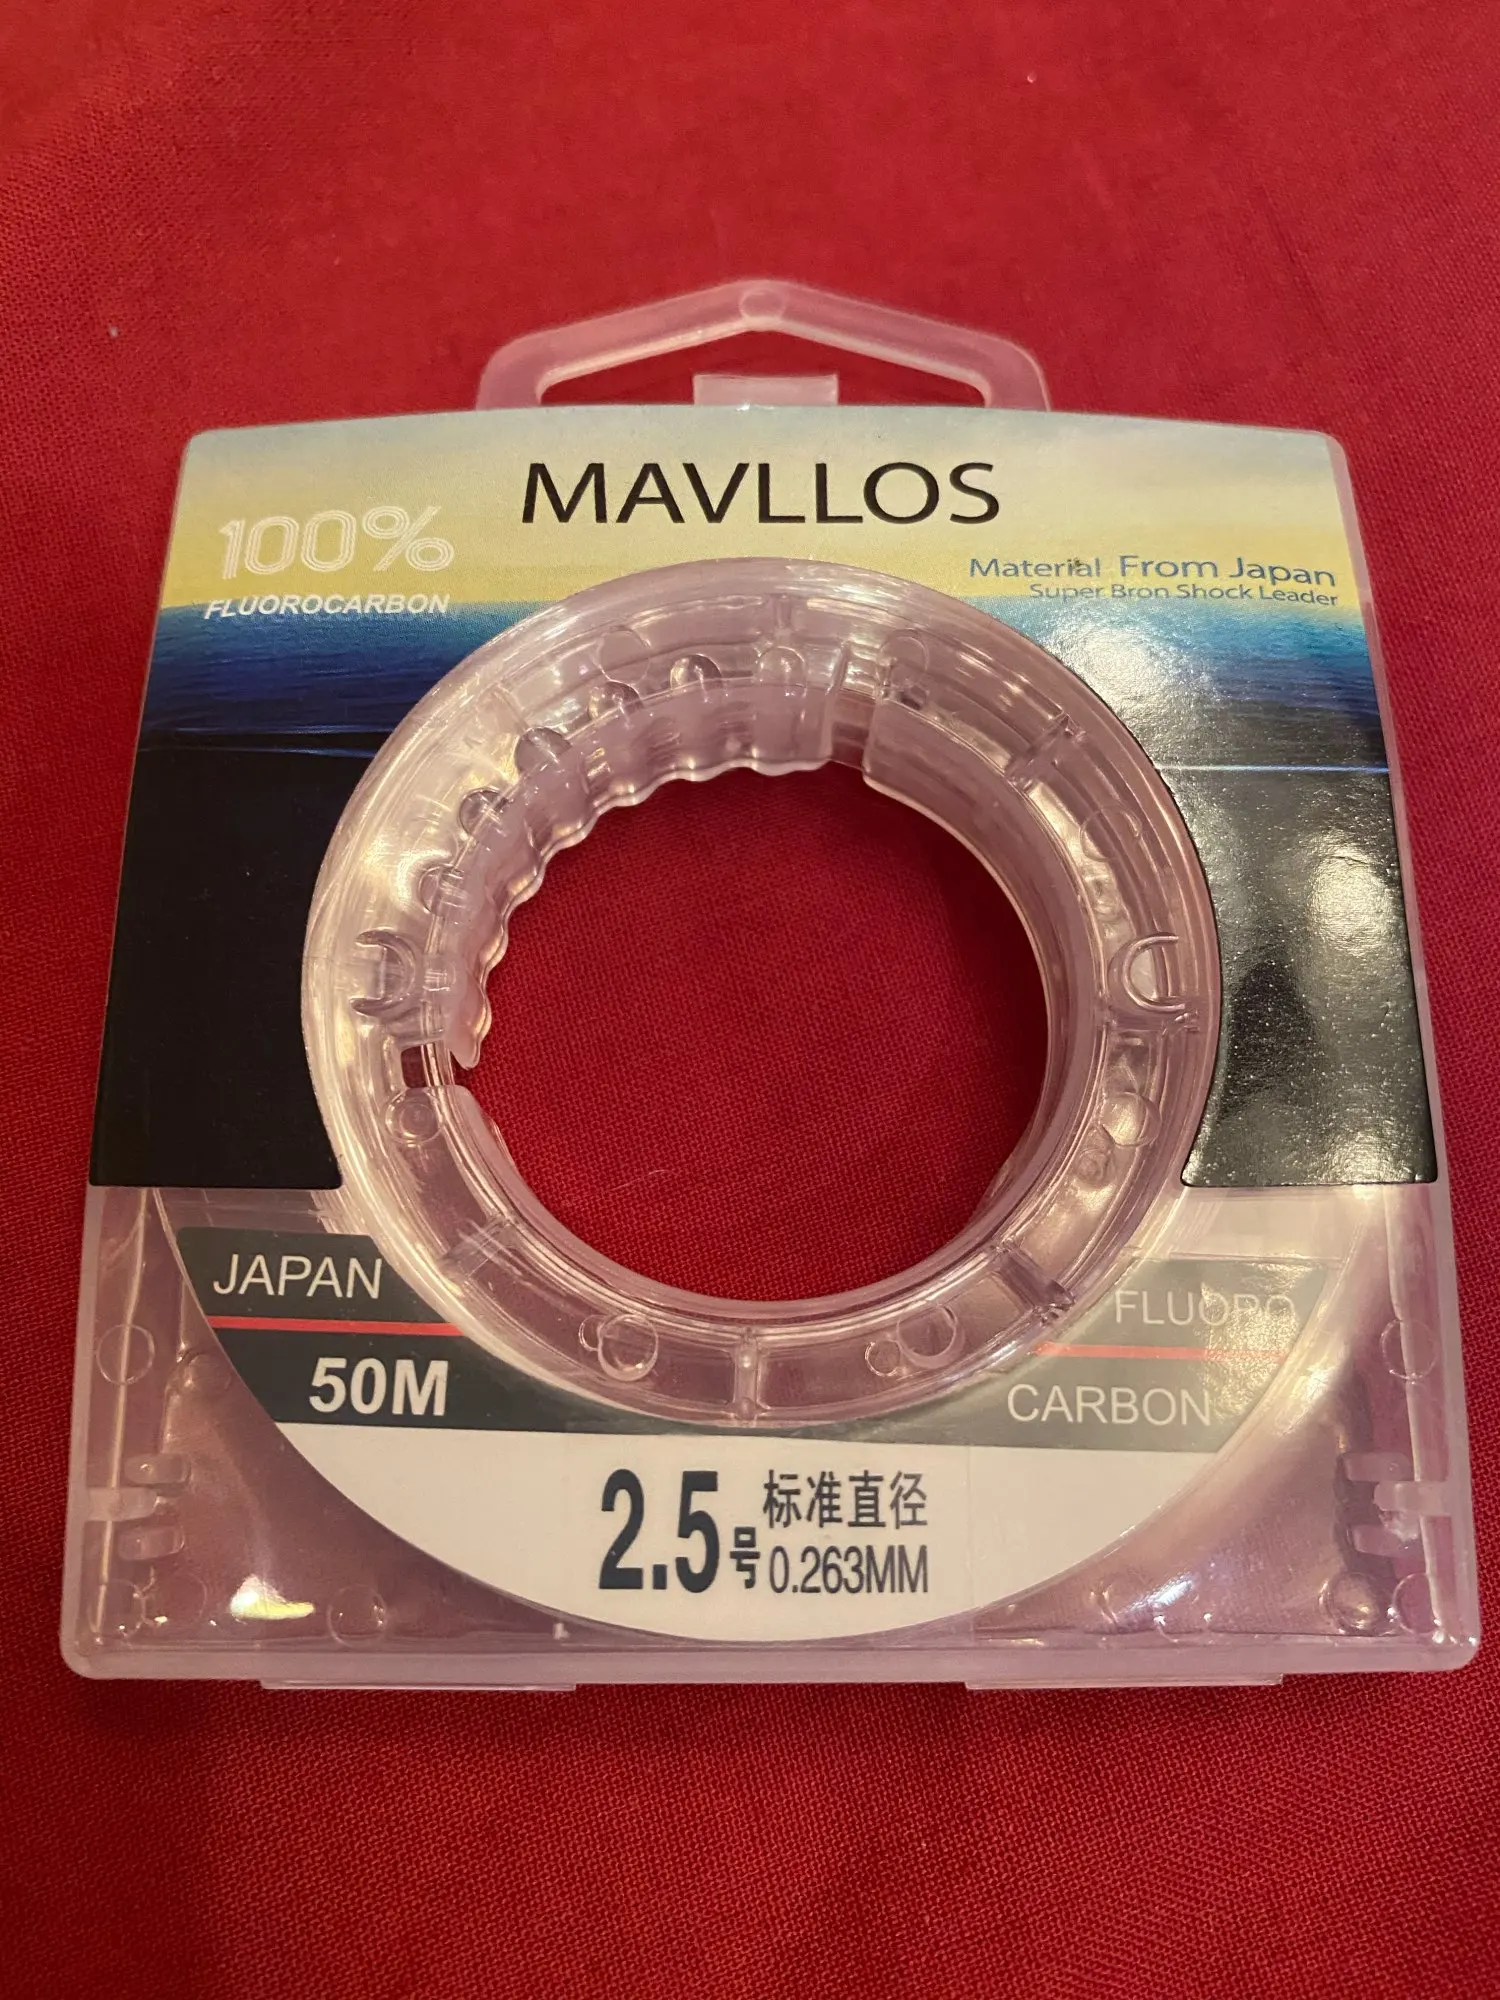 MAVLLOS
100%
FLUOROCARBON
Material From Japan
Super Bron Shock Leader
JAPAN
50M
FLUORO
CARBON
2.5号
标准直径
0.263MM